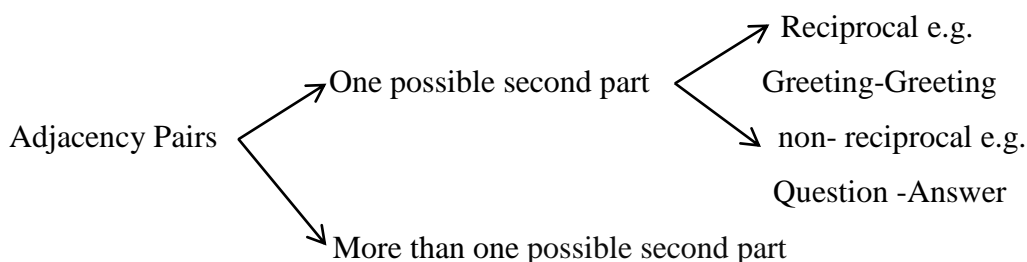 Reciprocal e.g.
One possible second part
Greeting-Greeting
Adjacency Pairs
non- reciprocal e.g.
Question -Answer
More than one possible second part